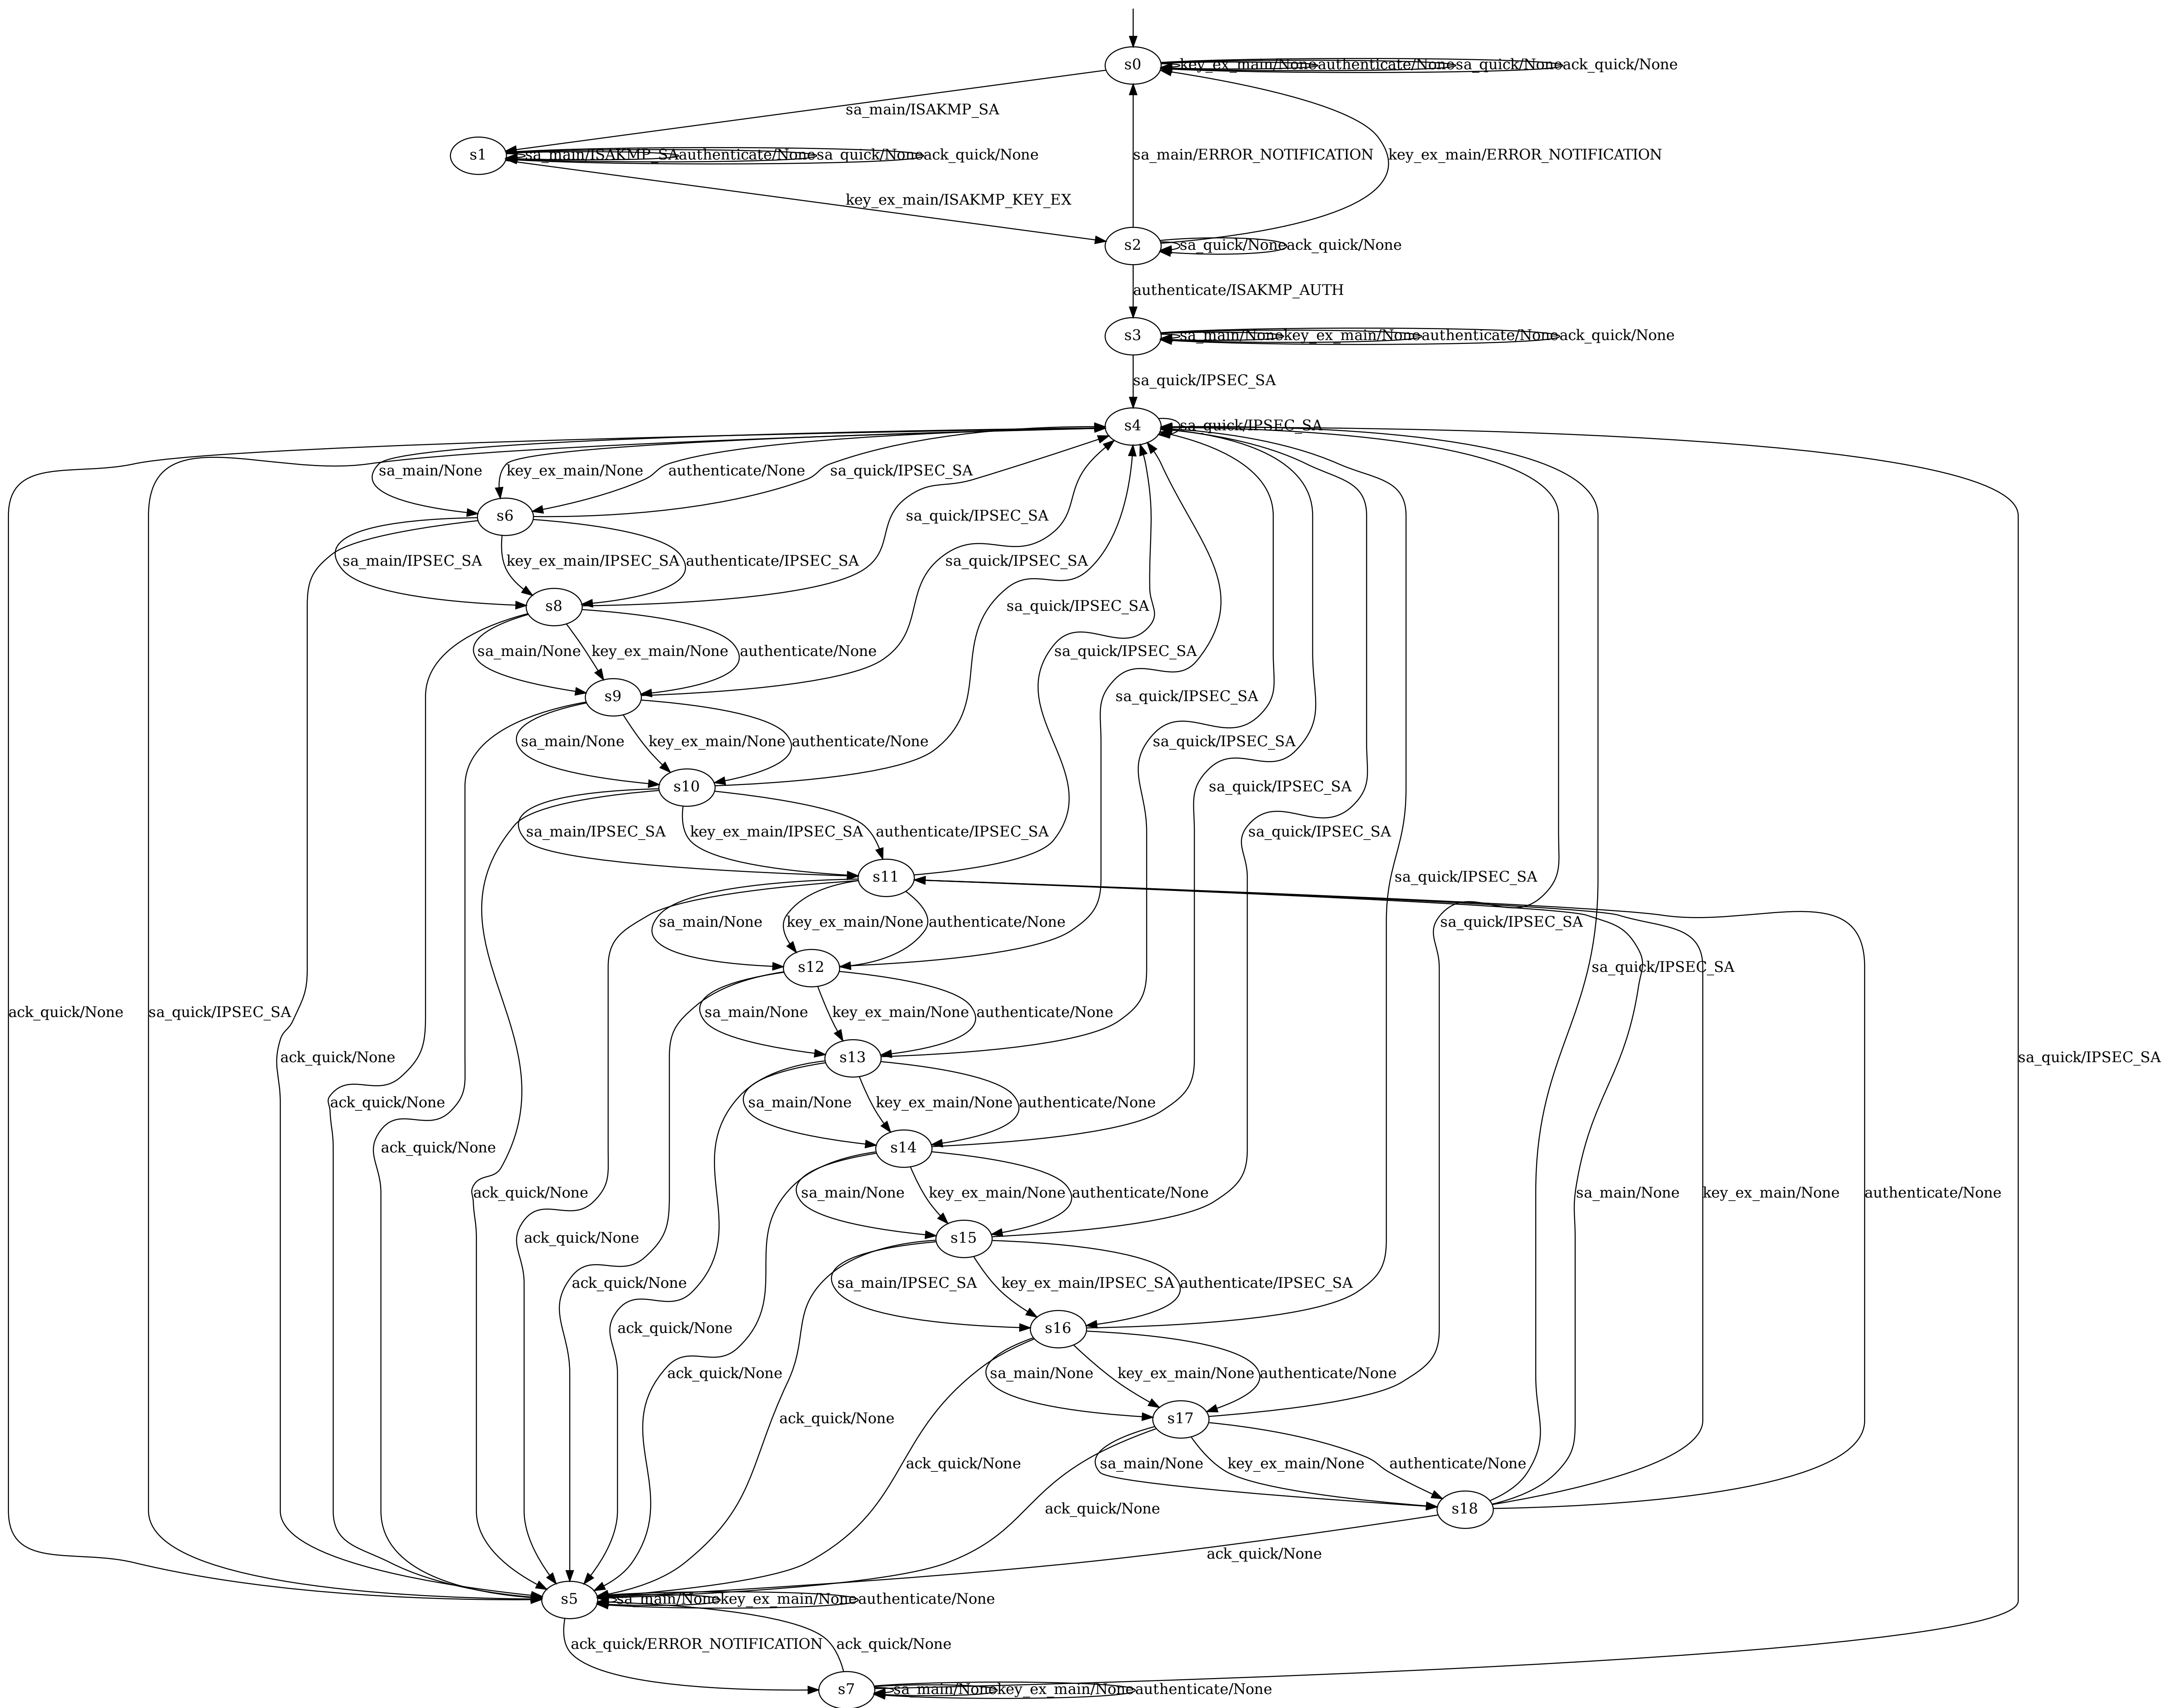 s0
key_ex_main/None authenticate/None sa_quick/None ack_quick/None
sa_main/ISAKMP_SA
s1
sa_main/ISAKMP_SA authenticate/None sa_quick/None ack_quick/None
sa_main/ERROR_NOTIFICATION
key_ex_main/ERROR_NOTIFICATION
key_ex_main/ISAKMP_KEY_EX
s2
sa_quick/None ack_quick/None
authenticate/ISAKMP_AUTH
s3
sa_main/None key_ex_main/None authenticate/None ack_quick/None
sa_quick/IPSEC_SA
s4
sa_quick/IPSEC_SA
sa_main/None
key_ex_main/None
authenticate/None
sa_quick/IPSEC_SA
s6
sa_quick/IPSEC_SA
sa_main/IPSEC_SA
key_ex_main/IPSEC_SA
authenticate/IPSEC_SA
sa_quick/IPSEC_SA
s8
sa_quick/IPSEC_SA
sa_main/None
key_ex_main/None
authenticate/None
sa_quick/IPSEC_SA
s9
sa_quick/IPSEC_SA
sa_main/None
key_ex_main/None
authenticate/None
sa_quick/IPSEC_SA
s10
sa_quick/IPSEC_SA
sa_main/IPSEC_SA
key_ex_main/IPSEC_SA
authenticate/IPSEC_SA
sa_quick/IPSEC_SA
s11
sa_quick/IPSEC_SA
sa_main/None
key_ex_main/None
authenticate/None
sa_quick/IPSEC_SA
s12
sa_quick/IPSEC_SA
ack_quick/None
sa_quick/IPSEC_SA
sa_main/None
key_ex_main/None
authenticate/None
s13
ack_quick/None
sa_quick/IPSEC_SA
ack_quick/None
sa_main/None
key_ex_main/None
authenticate/None
s14
ack_quick/None
ack_quick/None
sa_main/None
key_ex_main/None
authenticate/None
sa_main/None
key_ex_main/None
authenticate/None
s15
ack_quick/None
ack_quick/None
sa_main/IPSEC_SA
key_ex_main/IPSEC_SA
authenticate/IPSEC_SA
s16
ack_quick/None
ack_quick/None
sa_main/None
key_ex_main/None
authenticate/None
s17
ack_quick/None
ack_quick/None
sa_main/None
key_ex_main/None
authenticate/None
s18
ack_quick/None
ack_quick/None
s5
sa_main/None key_ex_main/None authenticate/None
ack_quick/ERROR_NOTIFICATION
ack_quick/None
s7
sa_main/None key_ex_main/None authenticate/None